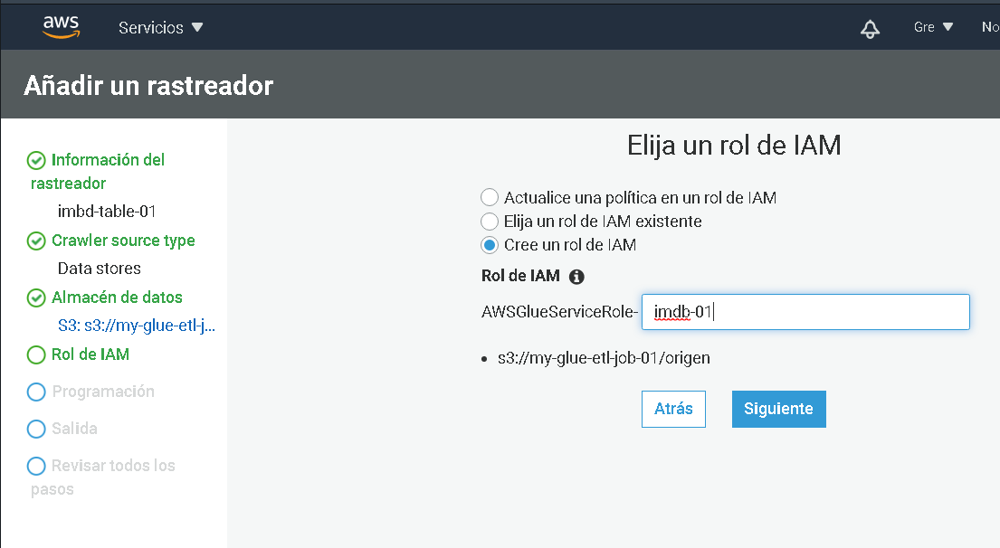 aws Servicios Gre No
Añadir un rastreador
Información del
rastreador
imbd-table-01
Crawler source type
Data stores
Almacén de datos
S3: s3://my-glue-etl-j...
Rol de IAM
Programación
Salida
Revisar todos los
pasos
Elija un rol de IAM
Actualice una política en un rol de IAM
Elija un rol de IAM existente
Cree un rol de IAM
Rol de IAM
AWSGlueServiceRole- imdb-01
• s3://my-glue-etl-job-01/origen
Atrás Siguiente